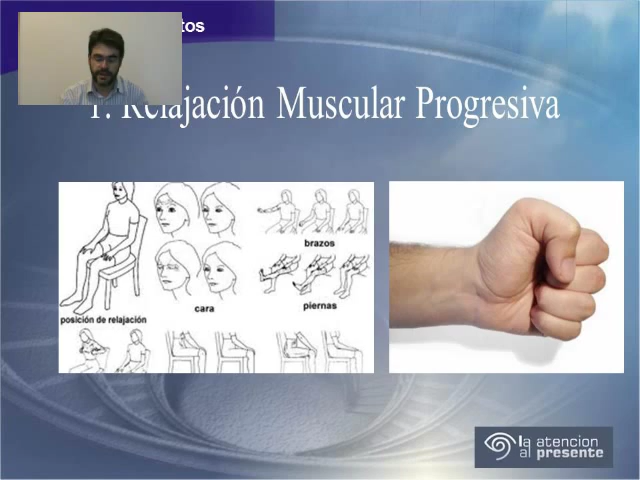 tos
1. Relajación Muscular Progresiva
brazos
posición de relajación
cara
piernas
la atencion
al presente